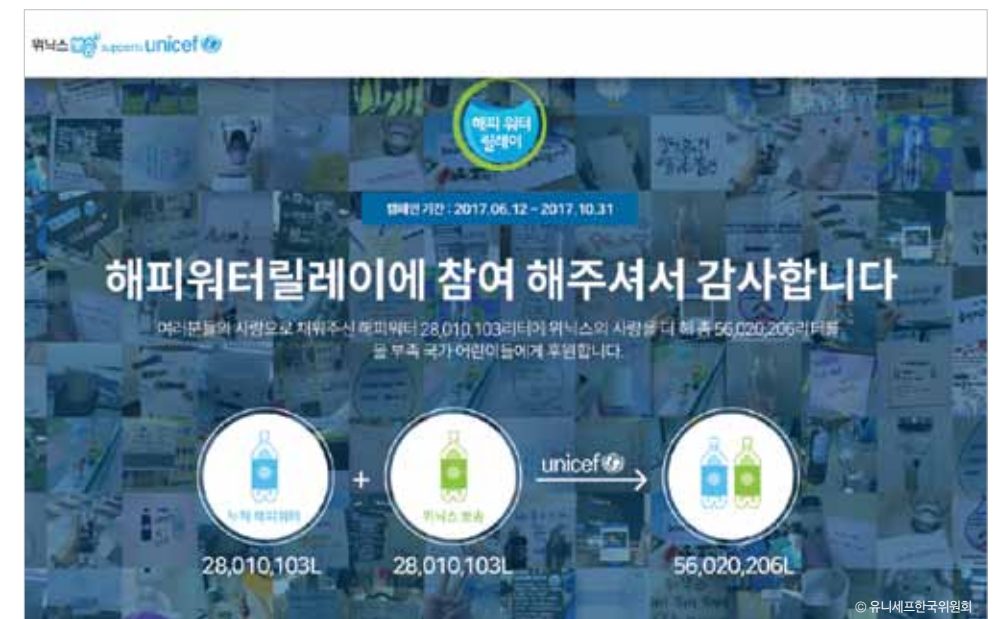 위닉스 뽀송 supports unicef
해피 워터
릴레이
캠페인 기간 : 2017.06.12 ~ 2017.10.31
해피워터릴레이에 참여 해주셔서 감사합니다
여러분들의 사랑으로 채워주신 해피워터 28,010,103리터에 위닉스의 사랑을 더 해 총 56,020,206리터를
물 부족 국가 어린이들에게 후원합니다.
누적 해피워터
+
위닉스 뽀송
unicef
28,010,103L
28,010,103L
56,020,206L
© 유니세프한국위원회